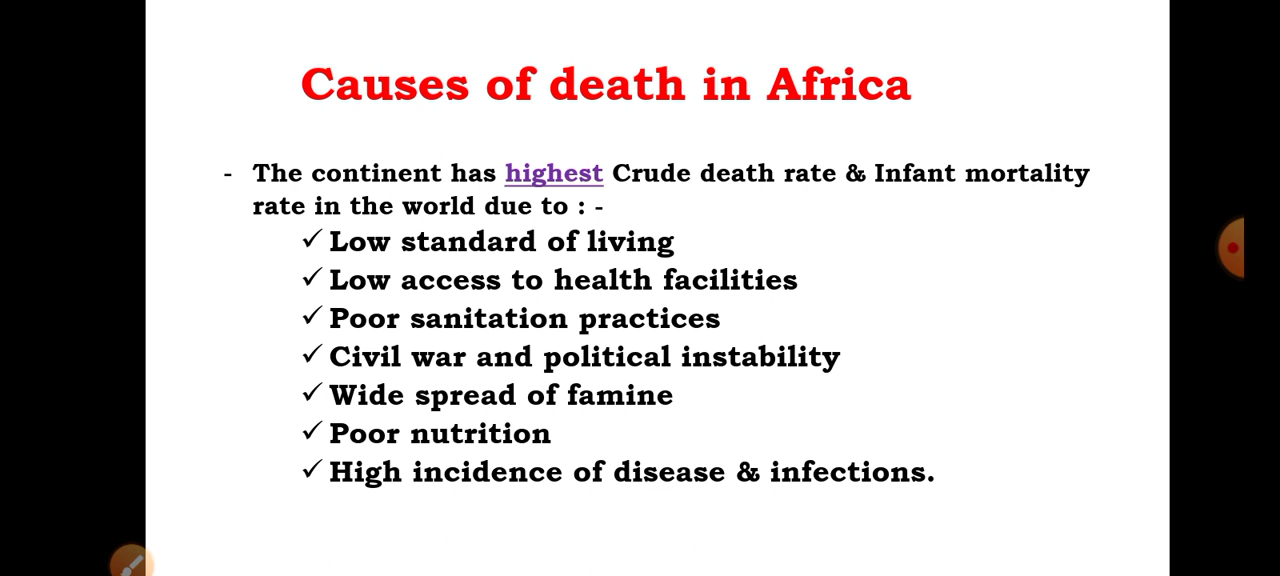 Causes of death in Africa
- The continent has highest Crude death rate & Infant mortality
rate in the world due to : -
✓ Low standard of living
✓ Low access to health facilities
✓ Poor sanitation practices
✓ Civil war and political instability
✓ Wide spread of famine
✓ Poor nutrition
✓ High incidence of disease & infections.